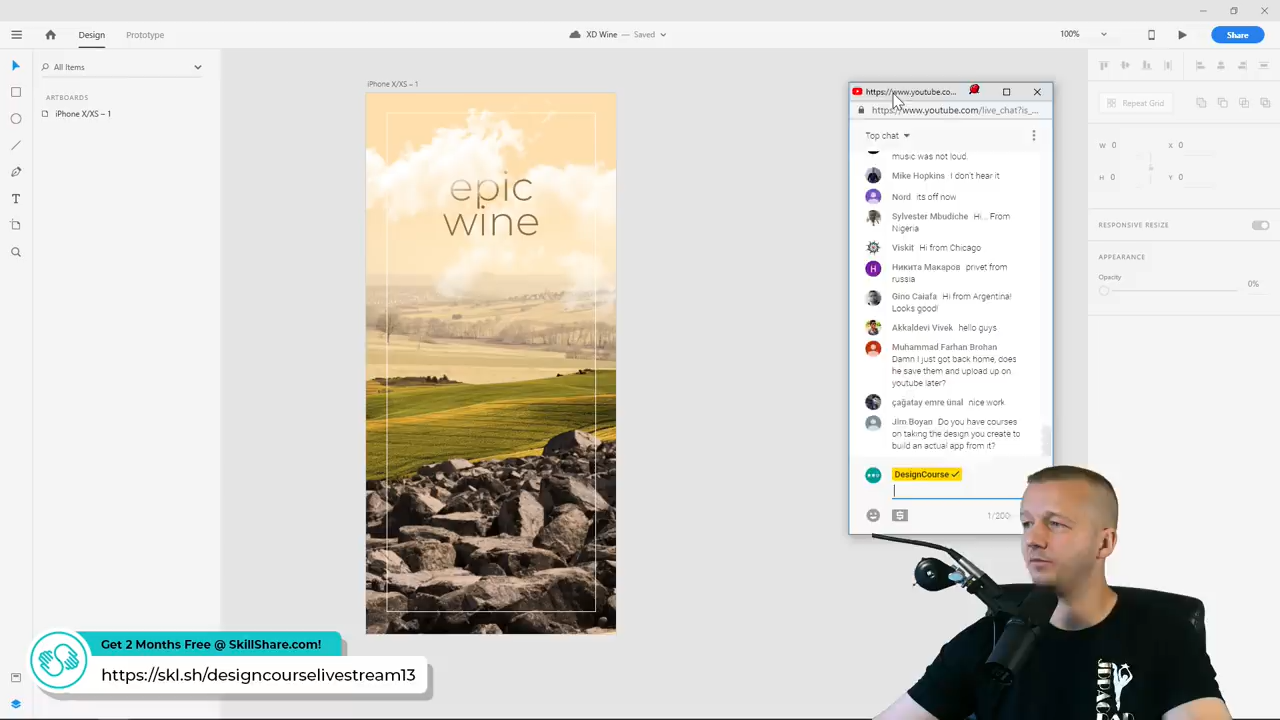 Design
Prototype
XD Wine — Saved
100%
Share
All Items
ARTBOARDS
iPhone X/XS – 1
iPhone X/XS – 1
epic
wine
https://www.youtube.co...
https://www.youtube.com/live_chat?is_...
Top chat
music was not loud.
Mike Hopkins I don't hear it
Nord its off now
Sylvester Mbudiche Hi... From
Nigeria
Viskit Hi from Chicago
H
Никита Макаров privet from
russia
Gino Caiafa Hi from Argentina!
Looks good!
Akkaldevi Vivek hello guys
Muhammad Farhan Brohan
Damn I just got back home, does
he save them and upload up on
youtube later?
çağatay emre ünal nice work
Jim Boyan Do you have courses
on taking the design you create to
build an actual app from it?
DesignCourse
1/200
Repeat Grid
W 0 X 0
H 0 Y 0
RESPONSIVE RESIZE
APPEARANCE
Opacity
0%
Get 2 Months Free @ SkillShare.com!
https://skl.sh/designcourselivestream13